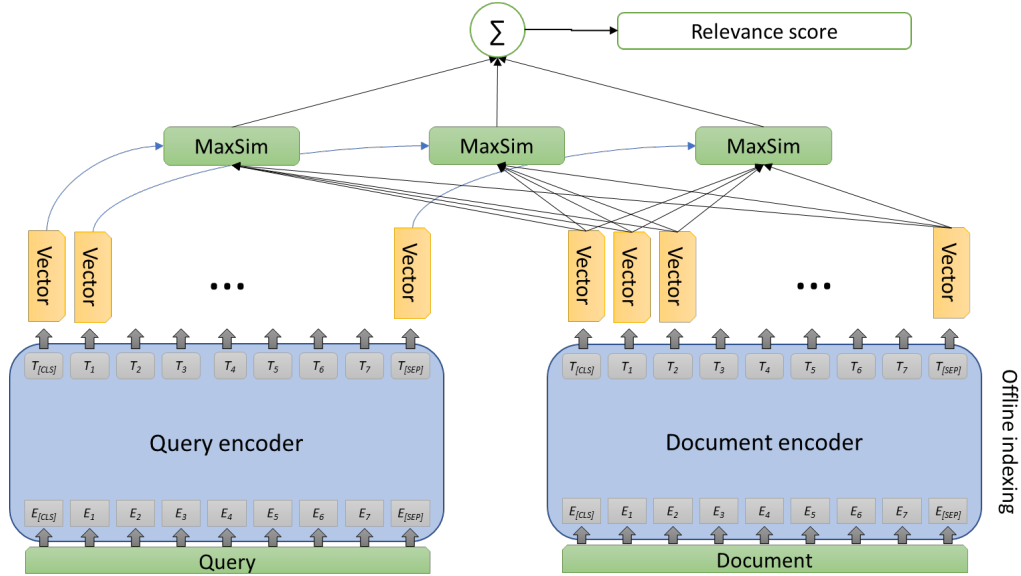 ∑ Relevance score
MaxSim MaxSim MaxSim
Vector Vector ... Vector Vector Vector Vector ... Vector
T[CLS] T1 T2 T3 T4 T5 T6 T7 T[SEP] T[CLS] T1 T2 T3 T4 T5 T6 T7 T[SEP]
Query encoder Document encoder
Offline indexing
E[CLS] E1 E2 E3 E4 E5 E6 E7 E[SEP] E[CLS] E1 E2 E3 E4 E5 E6 E7 E[SEP]
Query Document